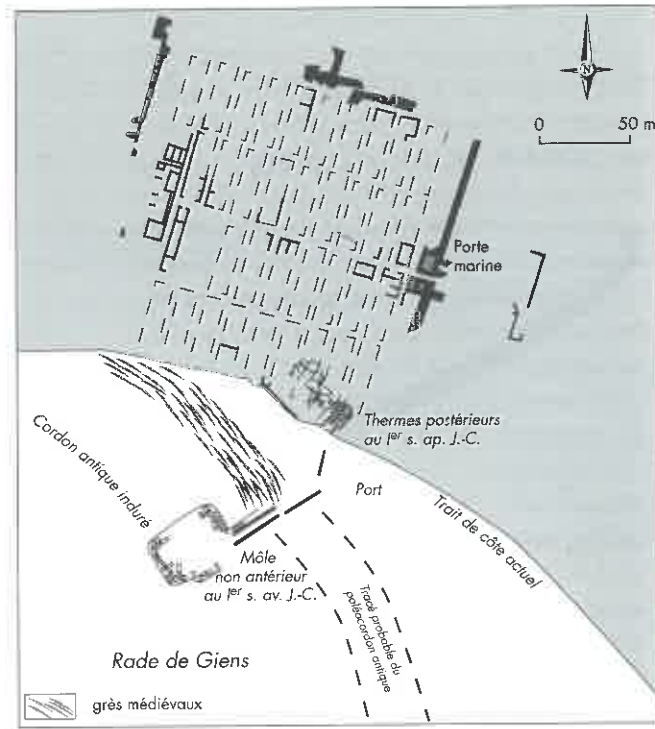 N
0 50 m
Porte
marine
Thermes postérieurs
au Ier s. ap. J.-C.
Cordon antique induré
Port
Trait de côte actuel
Môle
non antérieur
au Ier s. av. J.-C.
Tracé probable du
paléocordon antique
Rade de Giens
grès médiévaux